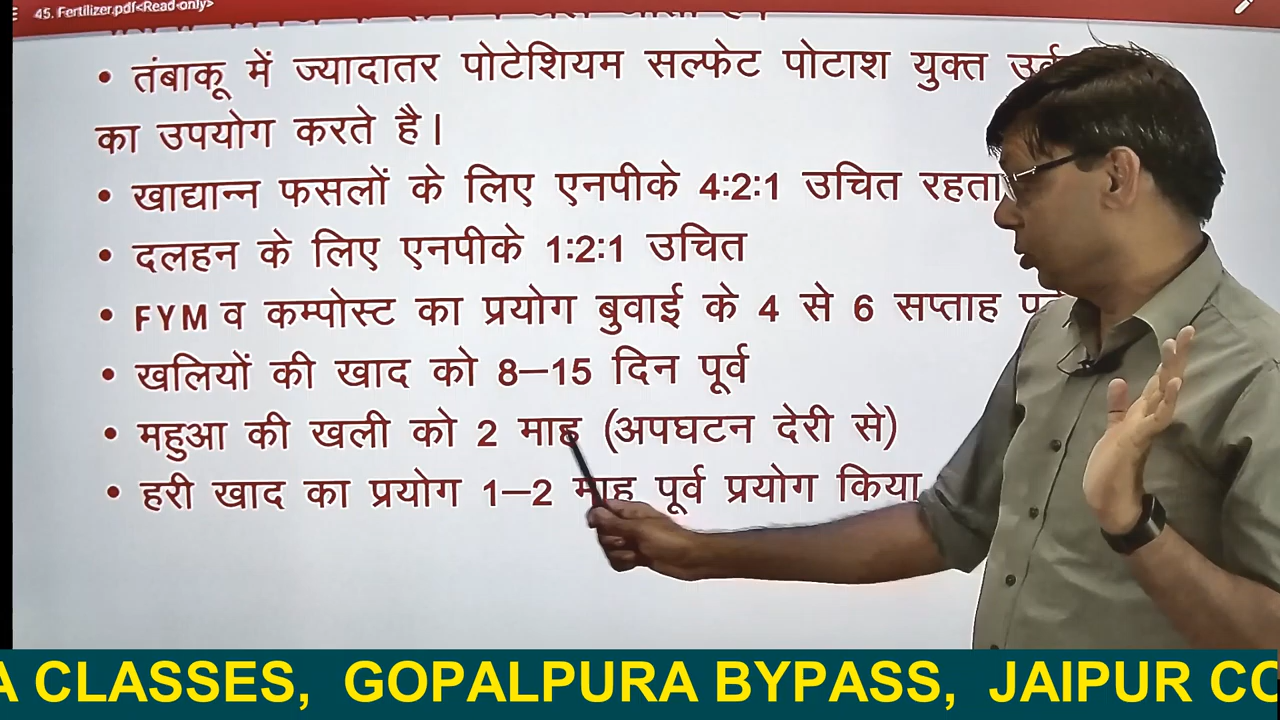 45. Fertilizer.pdf<Read-only>
• तंबाकू में ज्यादातर पोटेशियम सल्फेट पोटाश युक्त
का उपयोग करते है।
• खाद्यान्न फसलों के लिए एनपीके 4:2:1 उचित रहता
• दलहन के लिए एनपीके 1:2:1 उचित
• FYM व कम्पोस्ट का प्रयोग बुवाई के 4 से 6 सप्ताह
• खलियों की खाद को 8–15 दिन पूर्व
• महुआ की खली को 2 माह (अपघटन देरी से)
• हरी खाद का प्रयोग 1–2 माह पूर्व प्रयोग किया
A CLASSES, GOPALPURA BYPASS, JAIPUR CO